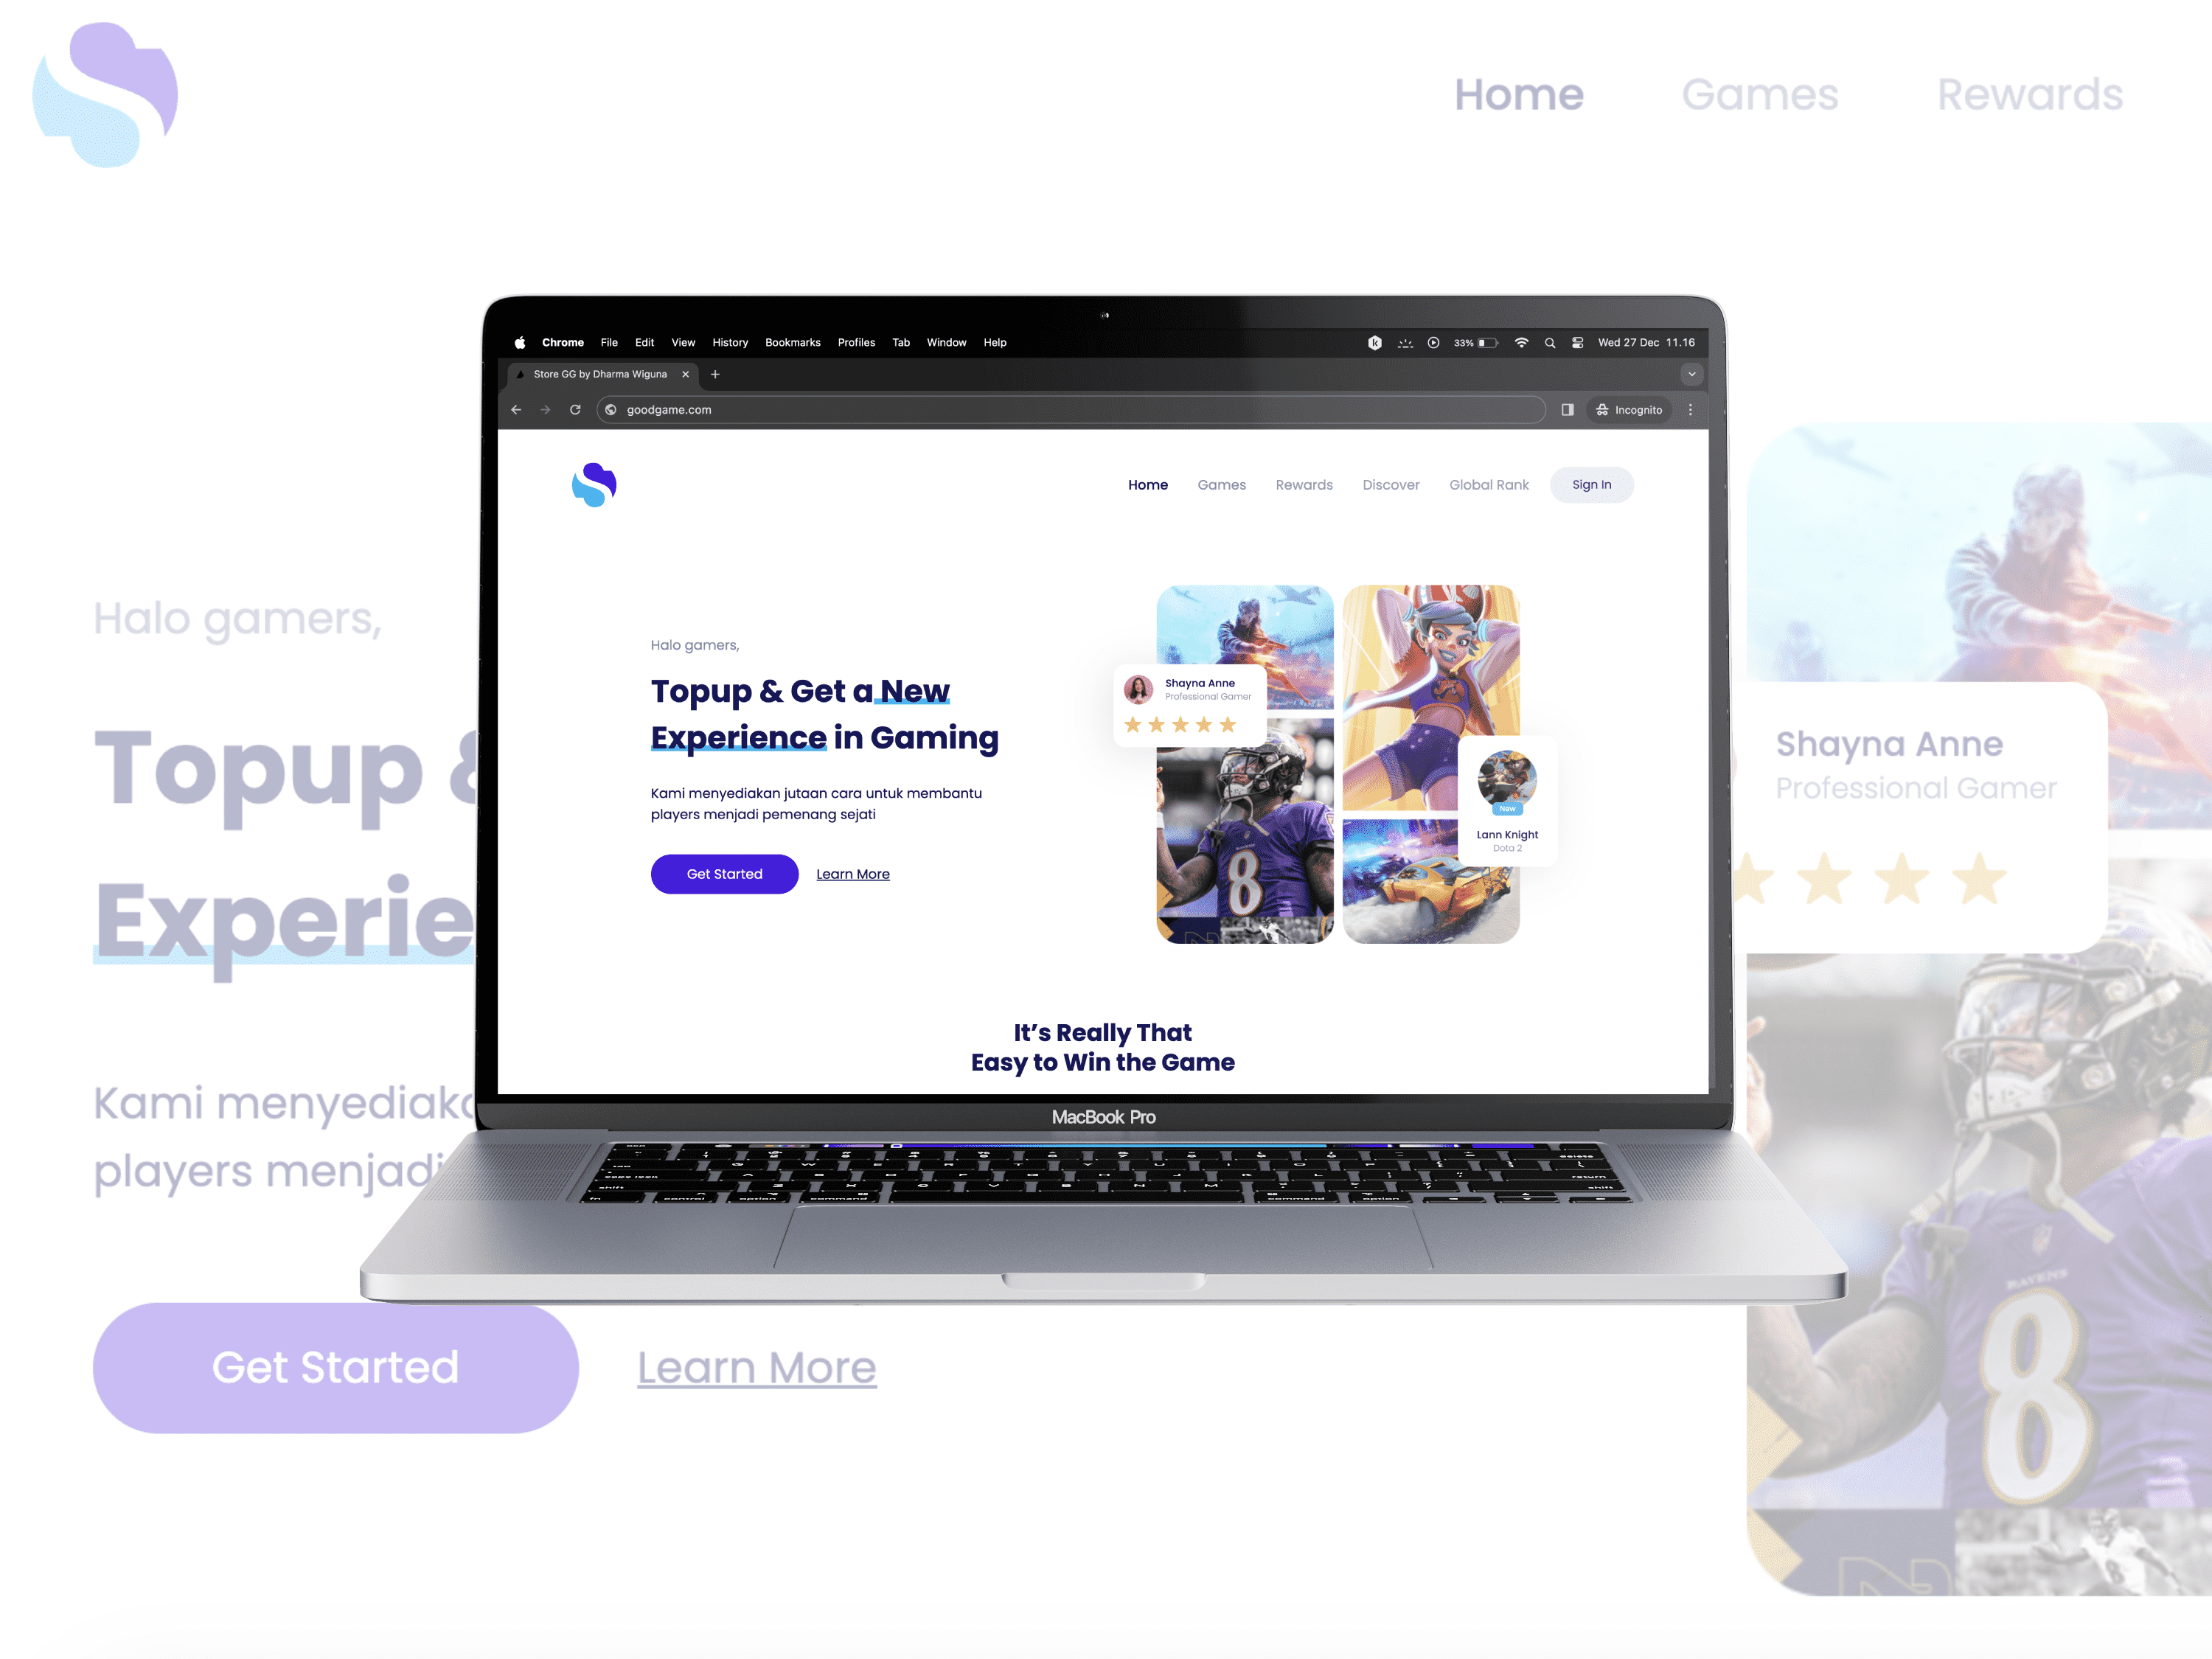 Home Games Rewards
Chrome File Edit View History Bookmarks Profiles Tab Window Help 33% Wed 27 Dec 11.16
Store GG by Dharma Wiguna
goodgame.com Incognito
Home Games Rewards Discover Global Rank Sign In
Halo gamers,
Topup & Get a New
Experience in Gaming
Kami menyediakan jutaan cara untuk membantu
players menjadi pemenang sejati
Get Started Learn More
Shayna Anne
Professional Gamer
8
New
Lann Knight
Dota 2
It's Really That
Easy to Win the Game
MacBook Pro
Halo gamers,
Topup &
Experie
Kami menyediak
players menjadi
Get Started Learn More
Shayna Anne
Professional Gamer
RAVENS
8